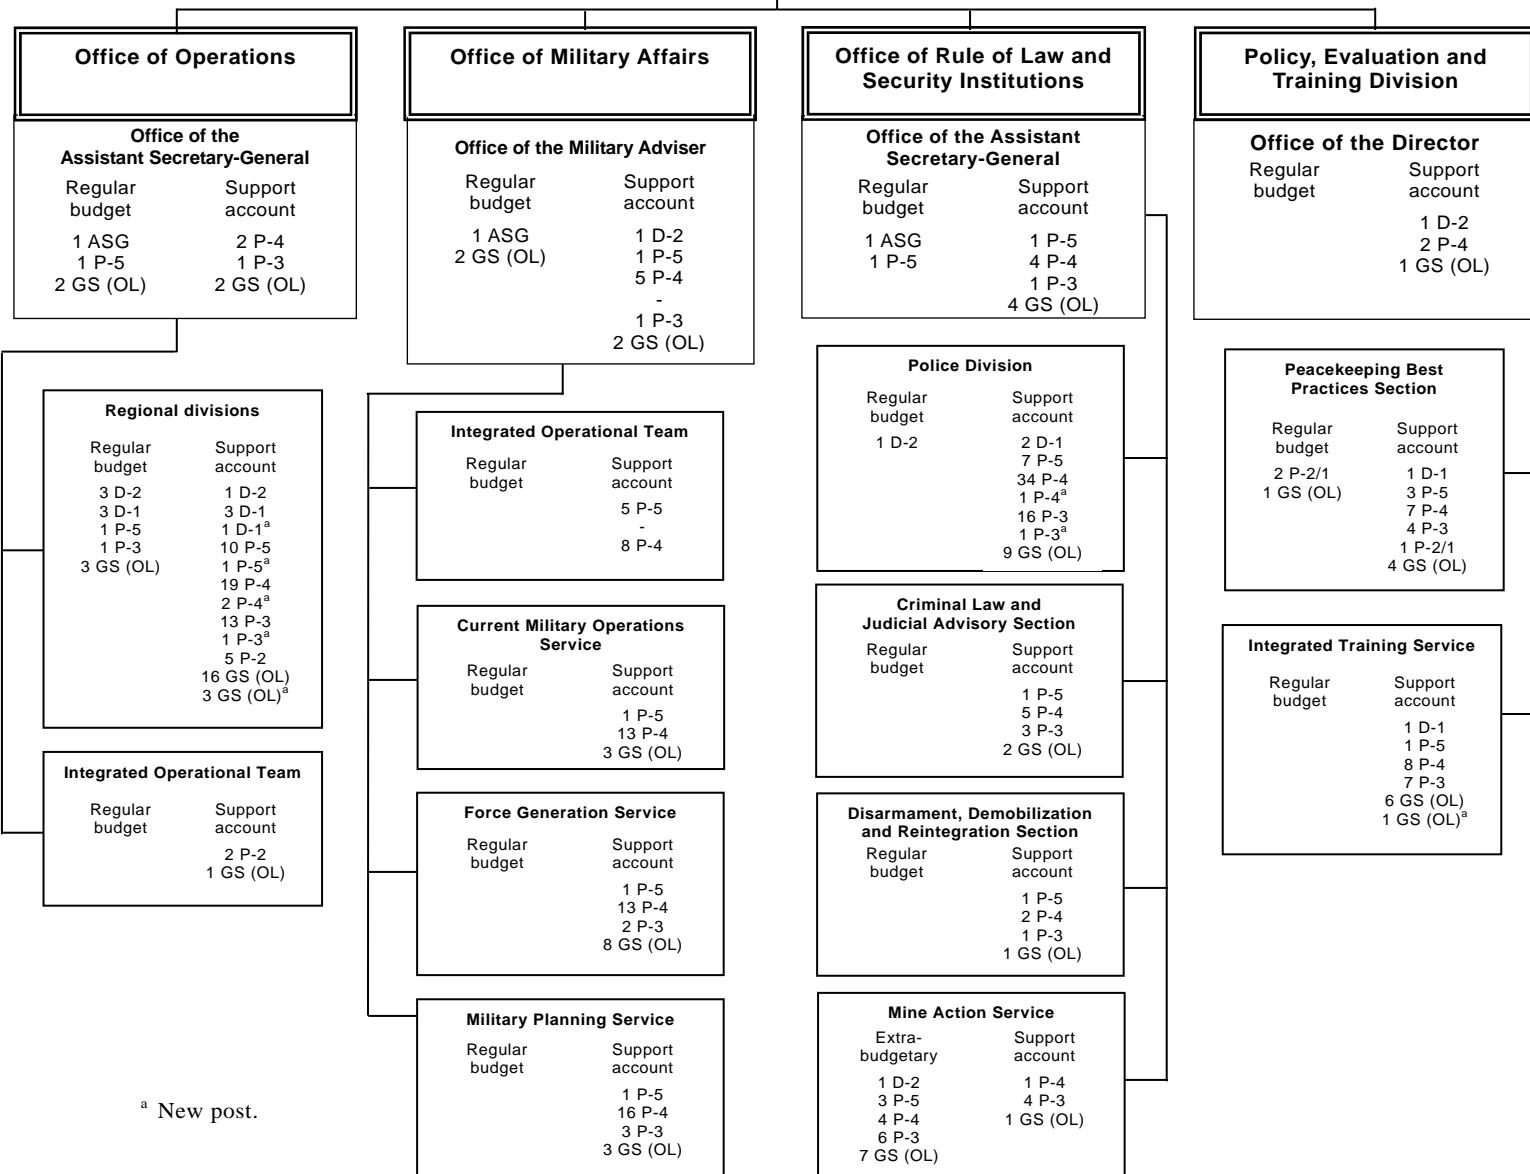 Office of Operations
Office of the
Assistant Secretary-General
Regular
budget
Support
account
1 ASG
1 P-5
2 GS (OL)
2 P-4
1 P-3
2 GS (OL)
Regional divisions
Regular
budget
Support
account
3 D-2
3 D-1
1 P-5
1 P-3
3 GS (OL)
1 D-2
3 D-1
1 D-1ᵃ
10 P-5
1 P-5ᵃ
19 P-4
2 P-4ᵃ
13 P-3
1 P-3ᵃ
5 P-2
16 GS (OL)
3 GS (OL)ᵃ
Integrated Operational Team
Regular
budget
Support
account
2 P-2
1 GS (OL)
Office of Military Affairs
Office of the Military Adviser
Regular
budget
Support
account
1 ASG
2 GS (OL)
1 D-2
1 P-5
5 P-4
-
1 P-3
2 GS (OL)
Integrated Operational Team
Regular
budget
Support
account
5 P-5
-
8 P-4
Current Military Operations
Service
Regular
budget
Support
account
1 P-5
13 P-4
3 GS (OL)
Force Generation Service
Regular
budget
Support
account
1 P-5
13 P-4
2 P-3
8 GS (OL)
Military Planning Service
Regular
budget
Support
account
1 P-5
16 P-4
3 P-3
3 GS (OL)
Office of Rule of Law and
Security Institutions
Office of the Assistant
Secretary-General
Regular
budget
Support
account
1 ASG
1 P-5
1 P-5
4 P-4
1 P-3
4 GS (OL)
Police Division
Regular
budget
Support
account
1 D-2
2 D-1
7 P-5
34 P-4
1 P-4ᵃ
16 P-3
1 P-3ᵃ
9 GS (OL)
Criminal Law and
Judicial Advisory Section
Regular
budget
Support
account
1 P-5
5 P-4
3 P-3
2 GS (OL)
Disarmament, Demobilization
and Reintegration Section
Regular
budget
Support
account
1 P-5
2 P-4
1 P-3
1 GS (OL)
Mine Action Service
Extra-
budgetary
Support
account
1 D-2
3 P-5
4 P-4
6 P-3
7 GS (OL)
1 P-4
4 P-3
1 GS (OL)
Policy, Evaluation and
Training Division
Office of the Director
Regular
budget
Support
account
1 D-2
2 P-4
1 GS (OL)
Peacekeeping Best
Practices Section
Regular
budget
Support
account
2 P-2/1
1 GS (OL)
1 D-1
3 P-5
7 P-4
4 P-3
1 P-2/1
4 GS (OL)
Integrated Training Service
Regular
budget
Support
account
1 D-1
1 P-5
8 P-4
7 P-3
6 GS (OL)
1 GS (OL)ᵃ
ᵃ New post.